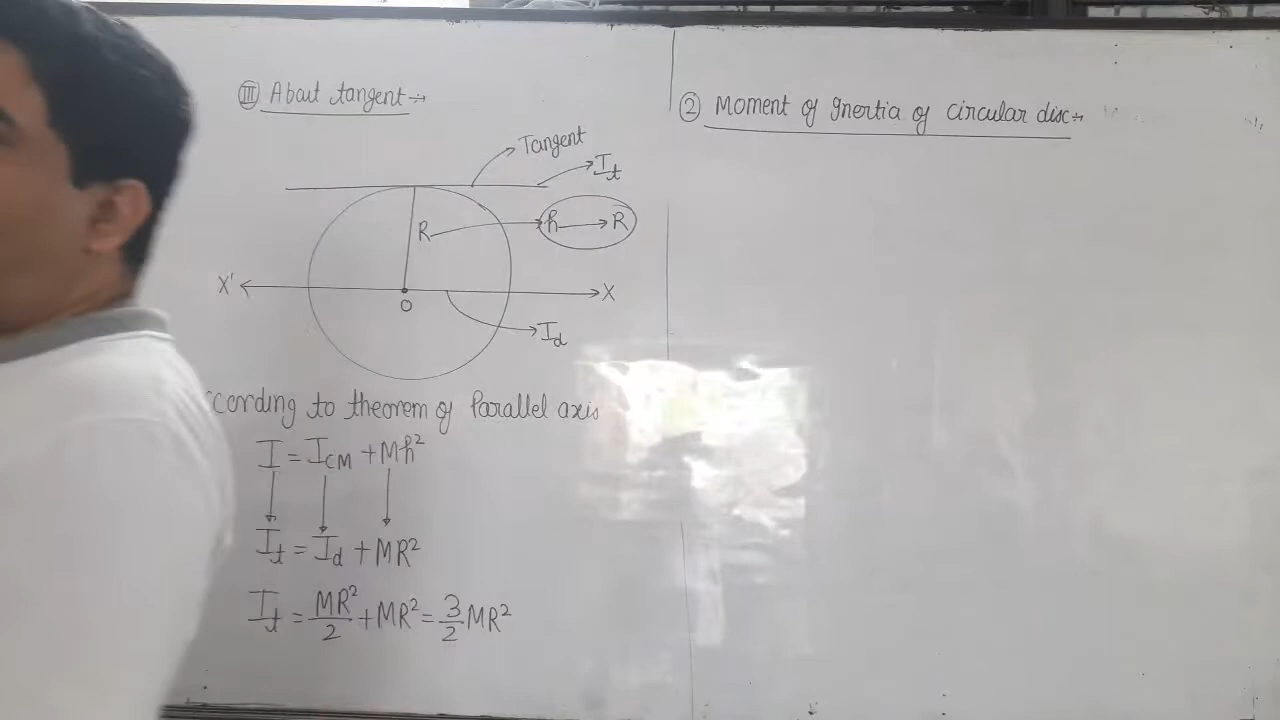 III About tangent →
Tangent
It
R h → R
X' X
O
Id
cording to theorem of Parallel axis
I = ICM + Mh²
It = Id + MR²
It = MR²/2 + MR² = 3/2 MR²
2 Moment of Inertia of circular disc →